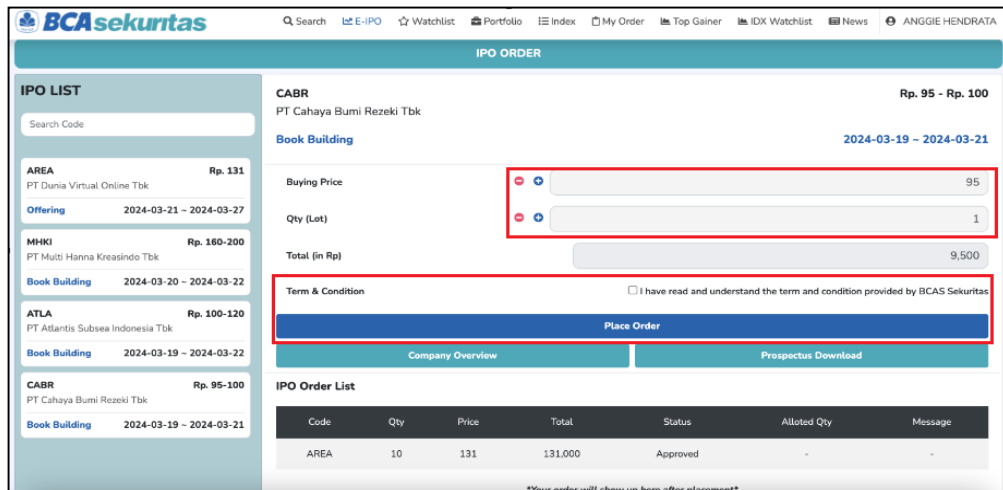 BCAsekuritas
Search E-IPO Watchlist Portfolio Index My Order Top Gainer IDX Watchlist News ANGGIE HENDRATA
IPO ORDER
IPO LIST
Search Code
AREA Rp. 131
PT Dunia Virtual Online Tbk
Offering 2024-03-21 ~ 2024-03-27
MHKI Rp. 160-200
PT Multi Hanna Kreasindo Tbk
Book Building 2024-03-20 ~ 2024-03-22
ATLA Rp. 100-120
PT Atlantis Subsea Indonesia Tbk
Book Building 2024-03-19 ~ 2024-03-22
CABR Rp. 95-100
PT Cahaya Bumi Rezeki Tbk
Book Building 2024-03-19 ~ 2024-03-21
CABR Rp. 95 - Rp. 100
PT Cahaya Bumi Rezeki Tbk
Book Building 2024-03-19 ~ 2024-03-21
Buying Price 95
Qty (Lot) 1
Total (in Rp) 9,500
Term & Condition I have read and understand the term and condition provided by BCAS Sekuritas
Place Order
Company Overview Prospectus Download
IPO Order List
Code Qty Price Total Status Alloted Qty Message
AREA 10 131 131,000 Approved - -
*Your order will show up here after placement*